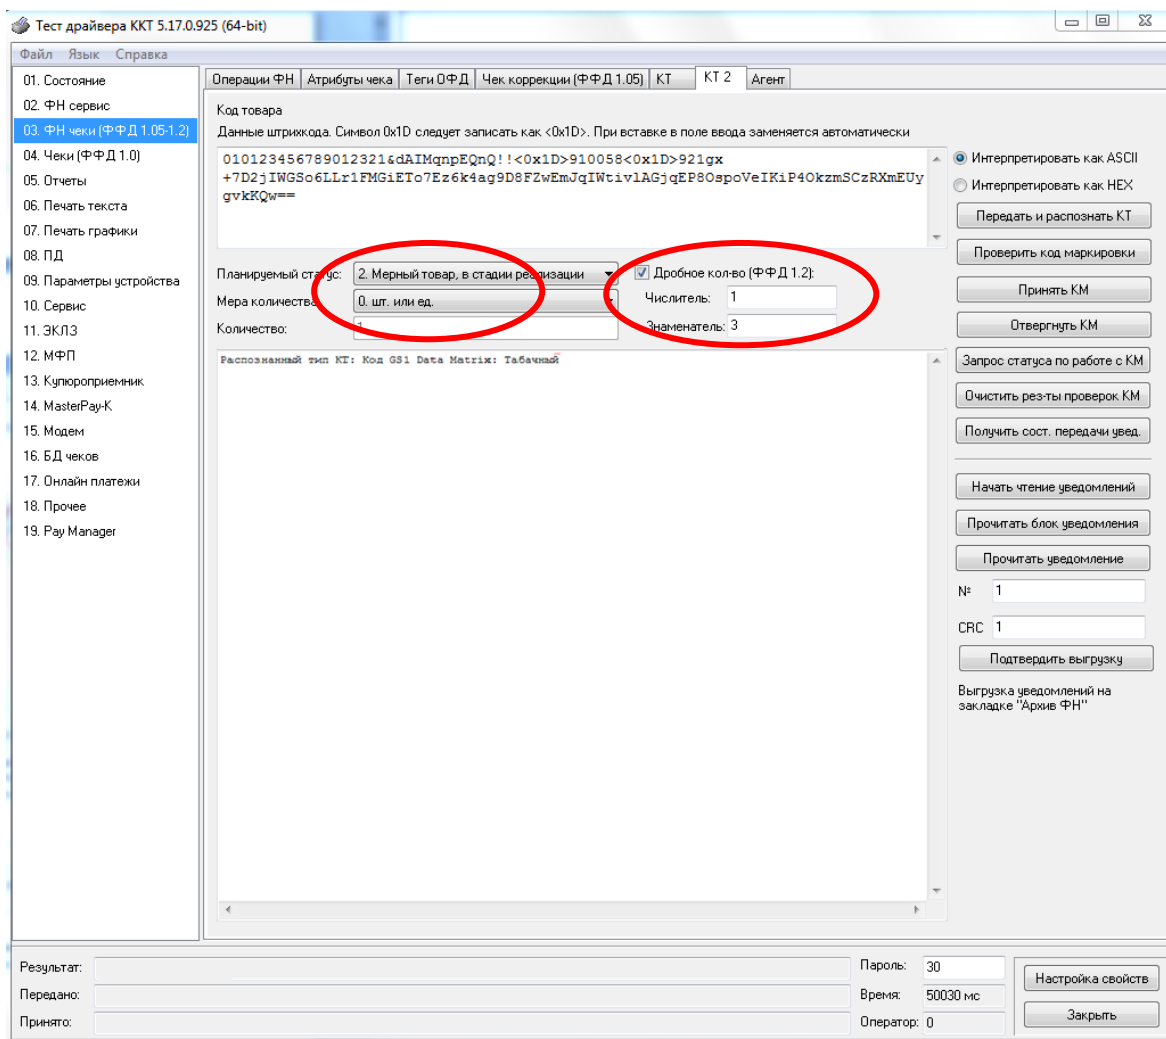 Тест драйвера ККТ 5.17.0.925 (64-bit)
Файл Язык Справка
01. Состояние
02. ФН сервис
03. ФН чеки (ФФД 1.05-1.2)
04. Чеки (ФФД 1.0)
05. Отчеты
06. Печать текста
07. Печать графики
08. ПД
09. Параметры устройства
10. Сервис
11. ЭКЛЗ
12. МФП
13. Купюроприемник
14. MasterPay-K
15. Модем
16. БД чеков
17. Онлайн платежи
18. Прочее
19. Pay Manager
Операции ФН Атрибуты чека Теги ОФД Чек коррекции (ФФД 1.05) КТ КТ 2 Агент
Код товара
Данные штрихкода. Символ 0x1D следует записать как <0x1D>. При вставке в поле ввода заменяется автоматически
010123456789012321&dAIMqnpEQnQ!!<0x1D>910058<0x1D>921gx
+7D2jIWGSo6LLr1FMGiETo7Ez6k4ag9D8FZwEmJqIWtivlAGjqEP8OspoVeIKiP4OkzmSCzRXmEUy
gvkKQw==
Планируемый статус: 2. Мерный товар, в стадии реализации
Мера количества 0. шт. или ед.
Количество: 1
Дробное кол-во (ФФД 1.2):
Числитель: 1
Знаменатель: 3
Распознанный тип КТ: Код GS1 Data Matrix: Табачный
Интерпретировать как ASCII
Интерпретировать как HEX
Передать и распознать КТ
Проверить код маркировки
Принять КМ
Отвергнуть КМ
Запрос статуса по работе с КМ
Очистить рез-ты проверок КМ
Получить сост. передачи увед.
Начать чтение уведомлений
Прочитать блок уведомления
Прочитать уведомление
№ 1
CRC 1
Подтвердить выгрузку
Выгрузка уведомлений на
закладке "Архив ФН"
Результат:
Передано:
Принято:
Пароль: 30
Время: 50030 мс
Оператор: 0
Настройка свойств
Закрыть